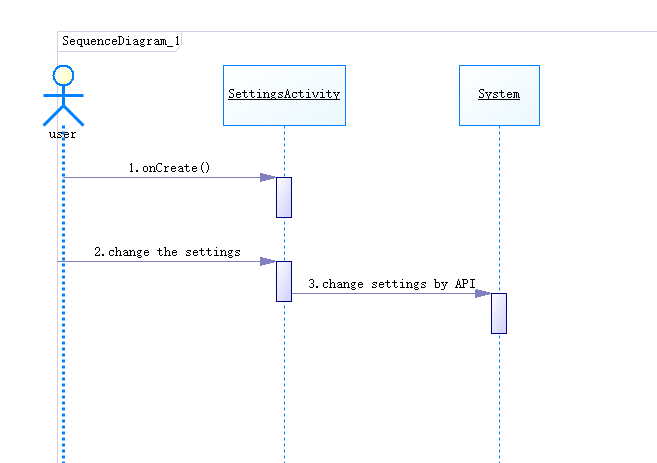 SequenceDiagram_1
SettingsActivity
System
user
1.onCreate()
2.change the settings
3.change settings by API